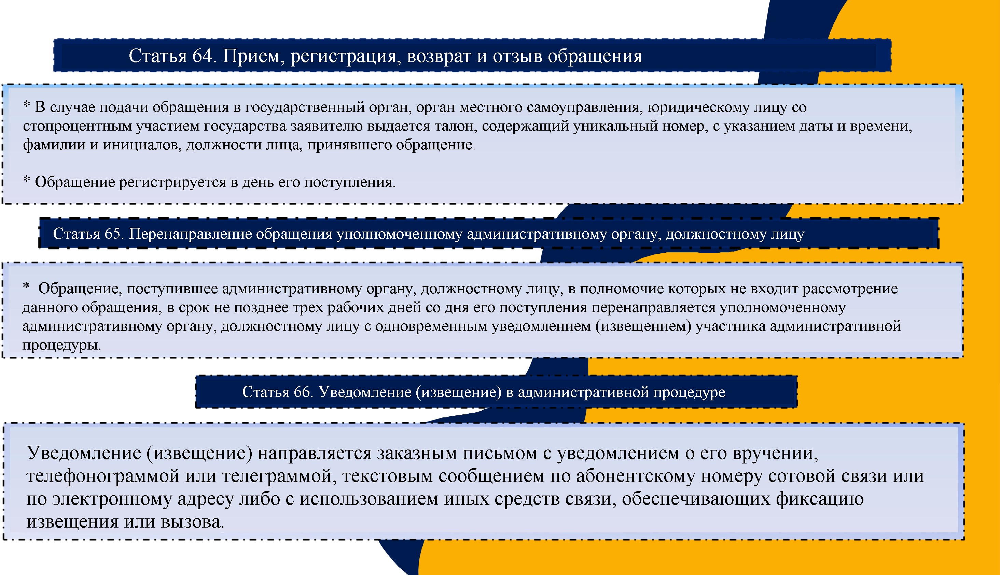 Статья 64. Прием, регистрация, возврат и отзыв обращения
* В случае подачи обращения в государственный орган, орган местного самоуправления, юридическому лицу со
стопроцентным участием государства заявителю выдается талон, содержащий уникальный номер, с указанием даты и времени,
фамилии и инициалов, должности лица, принявшего обращение.
* Обращение регистрируется в день его поступления.
Статья 65. Перенаправление обращения уполномоченному административному органу, должностному лицу
* Обращение, поступившее административному органу, должностному лицу, в полномочие которых не входит рассмотрение
данного обращения, в срок не позднее трех рабочих дней со дня его поступления перенаправляется уполномоченному
административному органу, должностному лицу с одновременным уведомлением (извещением) участника административной
процедуры.
Статья 66. Уведомление (извещение) в административной процедуре
Уведомление (извещение) направляется заказным письмом с уведомлением о его вручении,
телефонограммой или телеграммой, текстовым сообщением по абонентскому номеру сотовой связи или
по электронному адресу либо с использованием иных средств связи, обеспечивающих фиксацию
извещения или вызова.